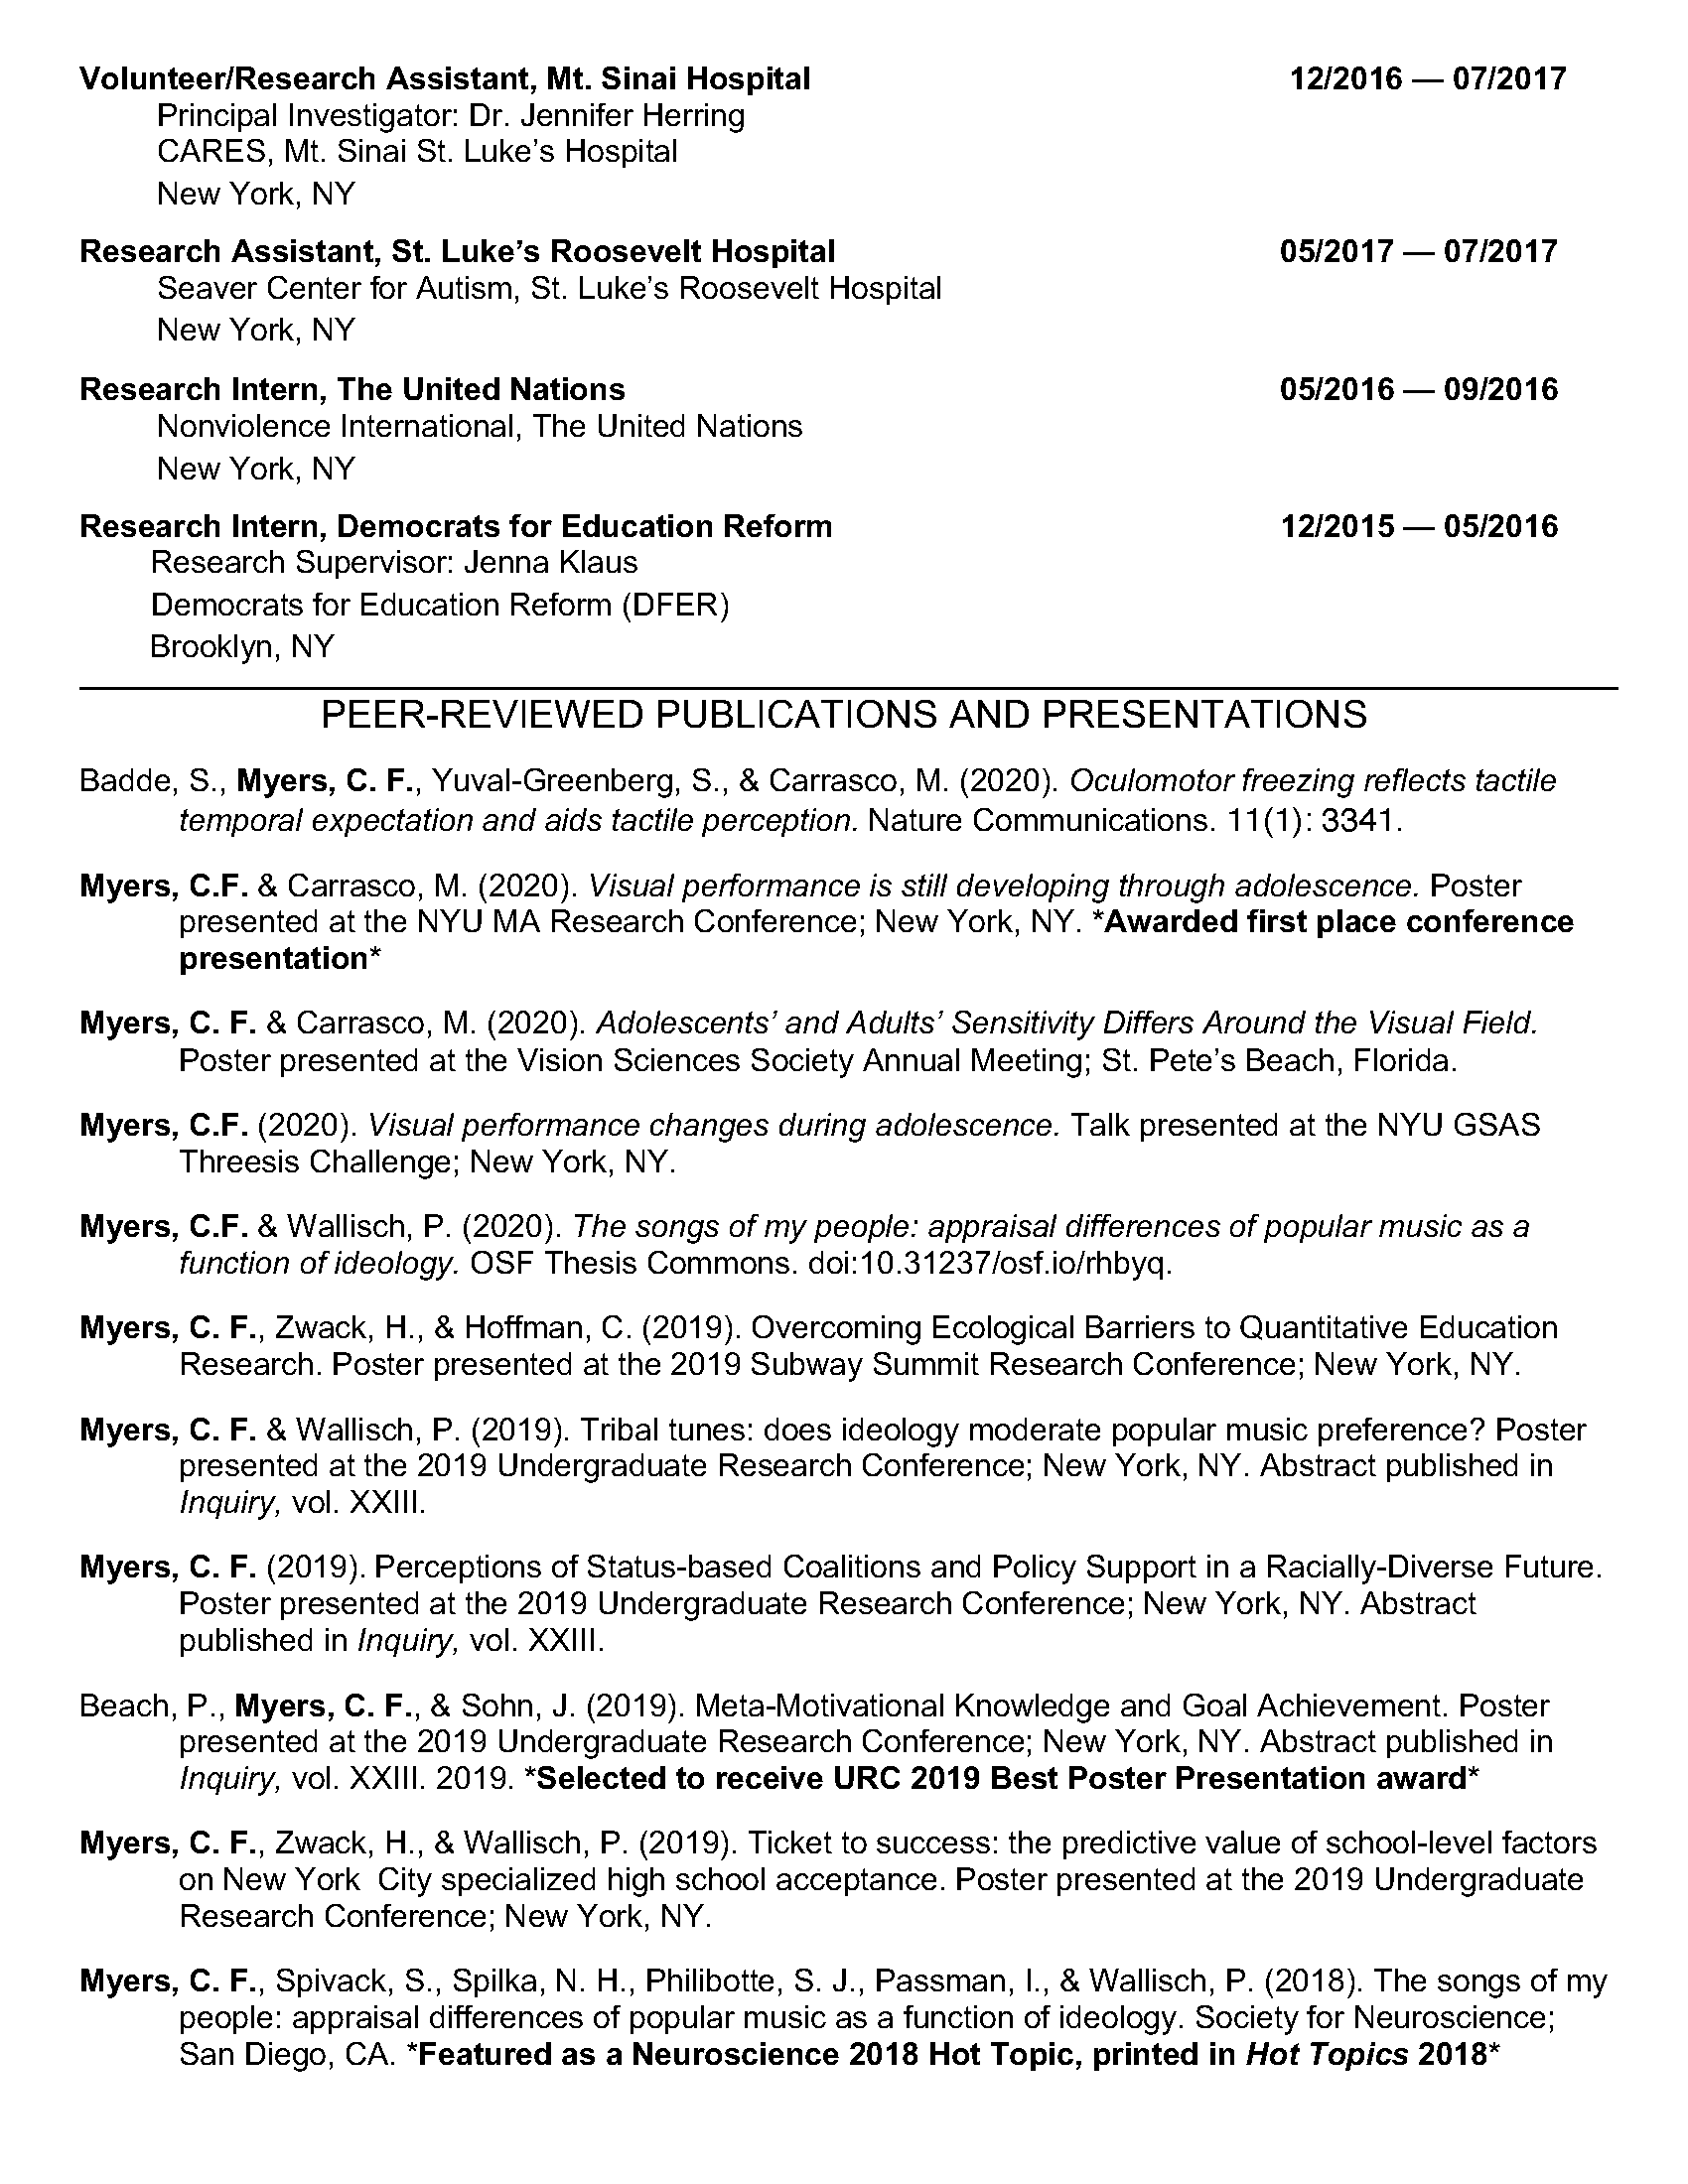 Volunteer/Research Assistant, Mt. Sinai Hospital 12/2016 — 07/2017
Principal Investigator: Dr. Jennifer Herring
CARES, Mt. Sinai St. Luke’s Hospital
New York, NY
Research Assistant, St. Luke’s Roosevelt Hospital 05/2017 — 07/2017
Seaver Center for Autism, St. Luke’s Roosevelt Hospital
New York, NY
Research Intern, The United Nations 05/2016 — 09/2016
Nonviolence International, The United Nations
New York, NY
Research Intern, Democrats for Education Reform 12/2015 — 05/2016
Research Supervisor: Jenna Klaus
Democrats for Education Reform (DFER)
Brooklyn, NY
PEER-REVIEWED PUBLICATIONS AND PRESENTATIONS
Badde, S., Myers, C. F., Yuval-Greenberg, S., & Carrasco, M. (2020). Oculomotor freezing reflects tactile
temporal expectation and aids tactile perception. Nature Communications. 11(1): 3341.
Myers, C.F. & Carrasco, M. (2020). Visual performance is still developing through adolescence. Poster
presented at the NYU MA Research Conference; New York, NY. *Awarded first place conference
presentation*
Myers, C. F. & Carrasco, M. (2020). Adolescents’ and Adults’ Sensitivity Differs Around the Visual Field.
Poster presented at the Vision Sciences Society Annual Meeting; St. Pete’s Beach, Florida.
Myers, C.F. (2020). Visual performance changes during adolescence. Talk presented at the NYU GSAS
Threesis Challenge; New York, NY.
Myers, C.F. & Wallisch, P. (2020). The songs of my people: appraisal differences of popular music as a
function of ideology. OSF Thesis Commons. doi:10.31237/osf.io/rhbyq.
Myers, C. F., Zwack, H., & Hoffman, C. (2019). Overcoming Ecological Barriers to Quantitative Education
Research. Poster presented at the 2019 Subway Summit Research Conference; New York, NY.
Myers, C. F. & Wallisch, P. (2019). Tribal tunes: does ideology moderate popular music preference? Poster
presented at the 2019 Undergraduate Research Conference; New York, NY. Abstract published in
Inquiry, vol. XXIII.
Myers, C. F. (2019). Perceptions of Status-based Coalitions and Policy Support in a Racially-Diverse Future.
Poster presented at the 2019 Undergraduate Research Conference; New York, NY. Abstract
published in Inquiry, vol. XXIII.
Beach, P., Myers, C. F., & Sohn, J. (2019). Meta-Motivational Knowledge and Goal Achievement. Poster
presented at the 2019 Undergraduate Research Conference; New York, NY. Abstract published in
Inquiry, vol. XXIII. 2019. *Selected to receive URC 2019 Best Poster Presentation award*
Myers, C. F., Zwack, H., & Wallisch, P. (2019). Ticket to success: the predictive value of school-level factors
on New York City specialized high school acceptance. Poster presented at the 2019 Undergraduate
Research Conference; New York, NY.
Myers, C. F., Spivack, S., Spilka, N. H., Philibotte, S. J., Passman, I., & Wallisch, P. (2018). The songs of my
people: appraisal differences of popular music as a function of ideology. Society for Neuroscience;
San Diego, CA. *Featured as a Neuroscience 2018 Hot Topic, printed in Hot Topics 2018*